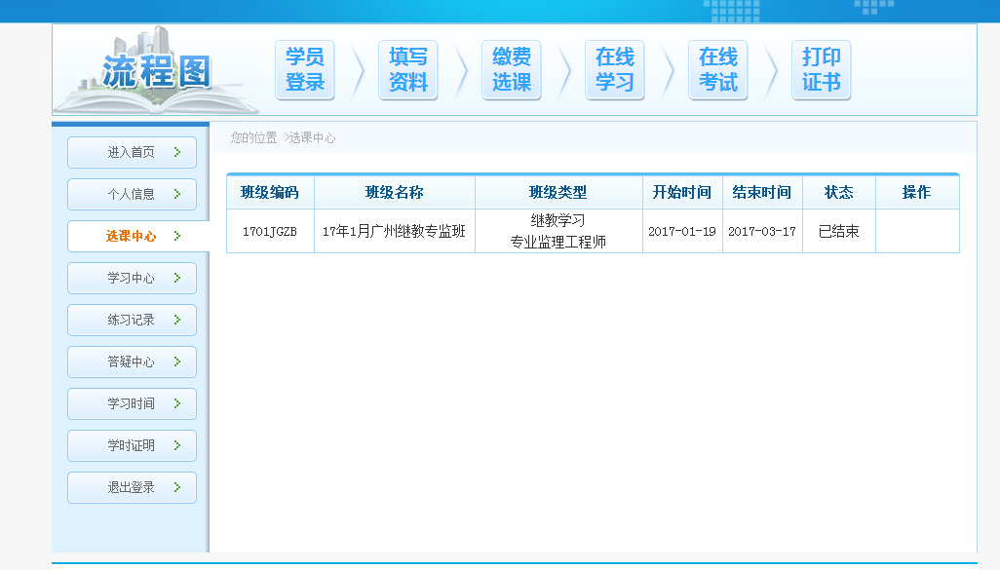 流程图
学员
登录
填写
资料
缴费
选课
在线
学习
在线
考试
打印
证书
进入首页
个人信息
选课中心
学习中心
练习记录
答疑中心
学习时间
学时证明
退出登录
您的位置 >选课中心
班级编码 班级名称 班级类型 开始时间 结束时间 状态 操作
1701JGZB 17年1月广州继教专监班 继教学习 2017-01-19 2017-03-17 已结束
专业监理工程师